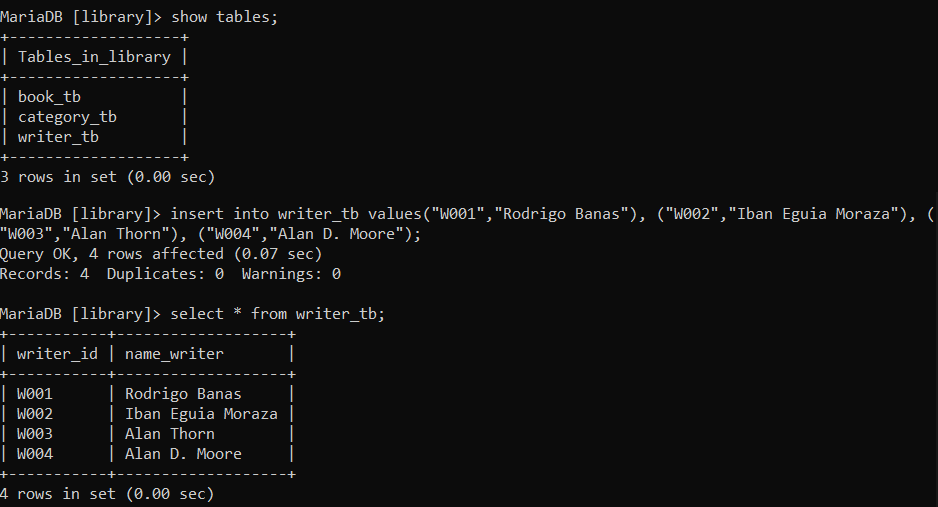 MariaDB [library]> show tables;
+-------------------+
| Tables_in_library |
+-------------------+
| book_tb           |
| category_tb       |
| writer_tb         |
+-------------------+
3 rows in set (0.00 sec)
MariaDB [library]> insert into writer_tb values("W001","Rodrigo Banas"), ("W002","Iban Eguia Moraza"), (
"W003","Alan Thorn"), ("W004","Alan D. Moore");
Query OK, 4 rows affected (0.07 sec)
Records: 4  Duplicates: 0  Warnings: 0
MariaDB [library]> select * from writer_tb;
+-----------+-------------------+
| writer_id | name_writer       |
+-----------+-------------------+
| W001      | Rodrigo Banas     |
| W002      | Iban Eguia Moraza |
| W003      | Alan Thorn        |
| W004      | Alan D. Moore     |
+-----------+-------------------+
4 rows in set (0.00 sec)